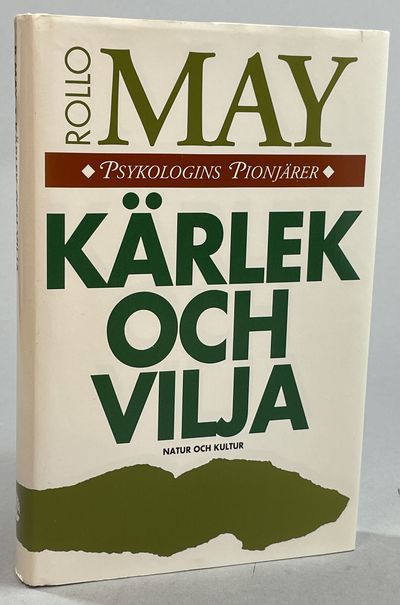 ROLLO
MAY
PSYKOLOGINS PIONJÄRER
KÄRLEK
OCH
VILJA
NATUR OCH KULTUR